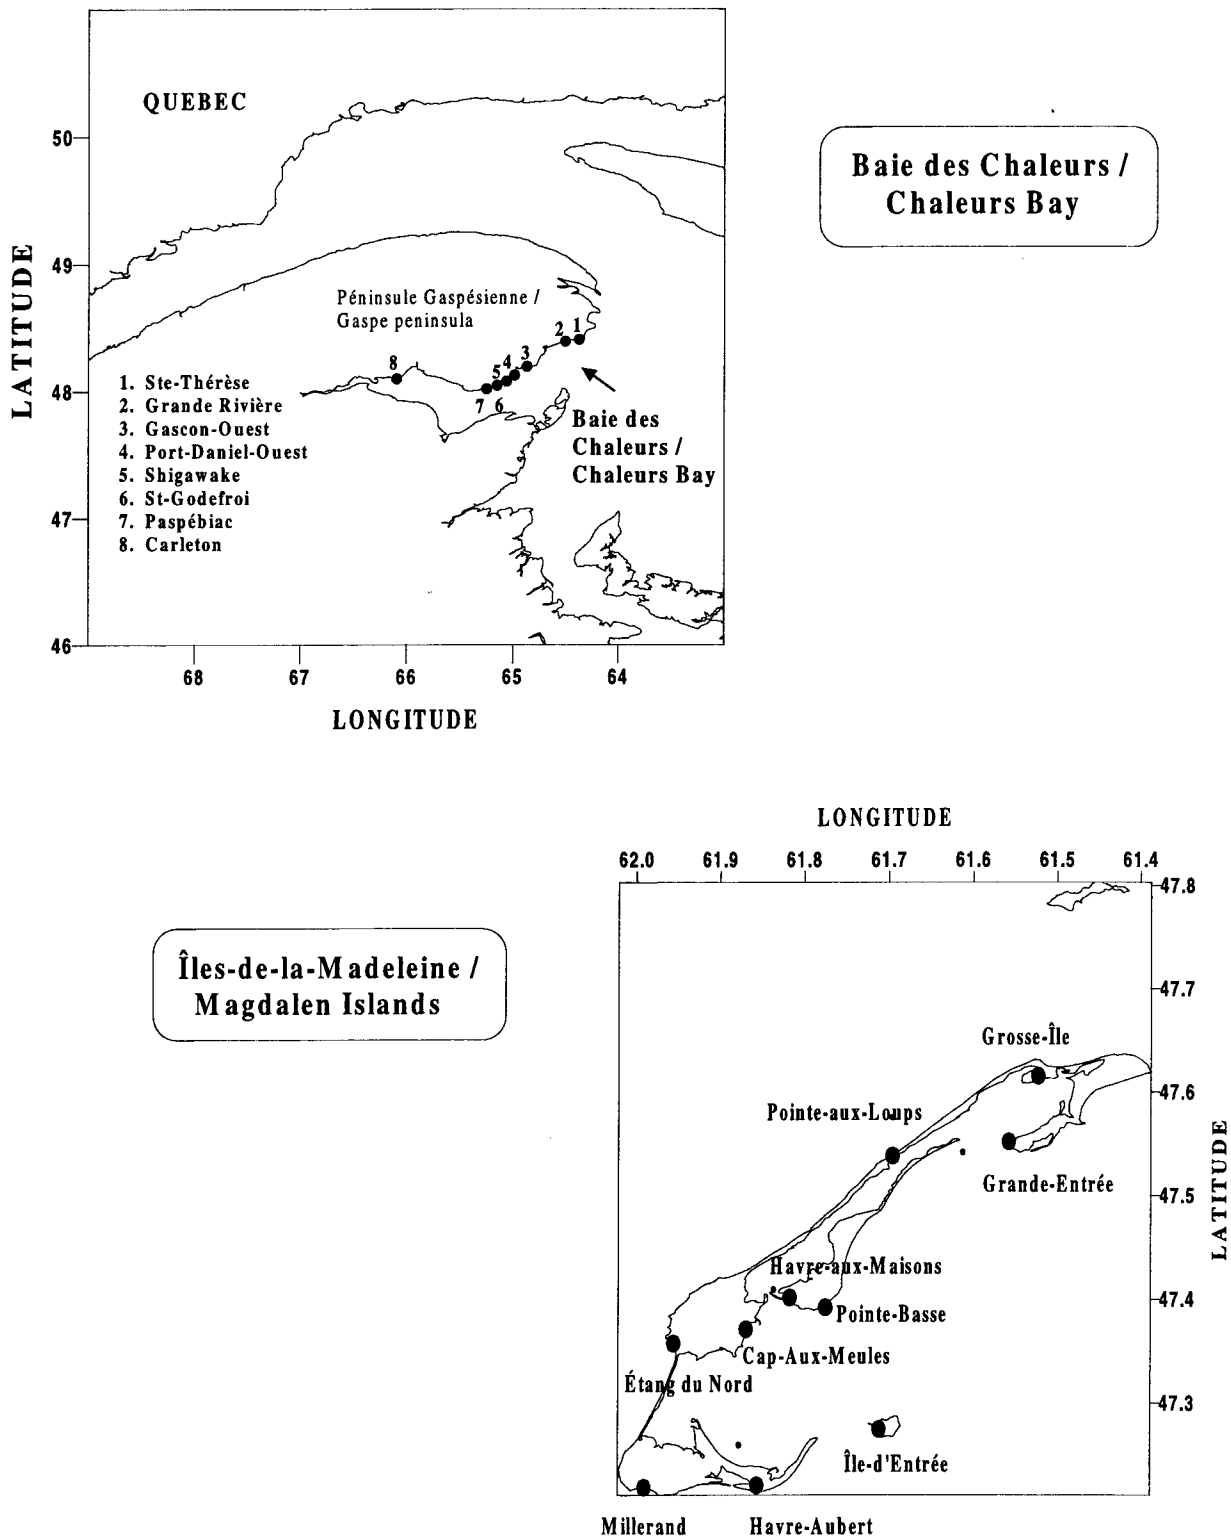 QUEBEC
50
49
48
47
46
LATITUDE
Péninsule Gaspésienne /
Gaspe peninsula
1
2
3
4
5
6
7
8
1. Ste-Thérèse
2. Grande Rivière
3. Gascon-Ouest
4. Port-Daniel-Ouest
5. Shigawake
6. St-Godefroi
7. Paspébiac
8. Carleton
Baie des
Chaleurs /
Chaleurs Bay
68 67 66 65 64
LONGITUDE
Baie des Chaleurs /
Chaleurs Bay
LONGITUDE
62.0 61.9 61.8 61.7 61.6 61.5 61.4
47.8
47.7
47.6
47.5
47.4
47.3
LATITUDE
Îles-de-la-Madeleine /
Magdalen Islands
Grosse-Île
Pointe-aux-Loups
Grande-Entrée
Havre-aux-Maisons
Pointe-Basse
Cap-Aux-Meules
Étang du Nord
Île-d'Entrée
Millerand
Havre-Aubert